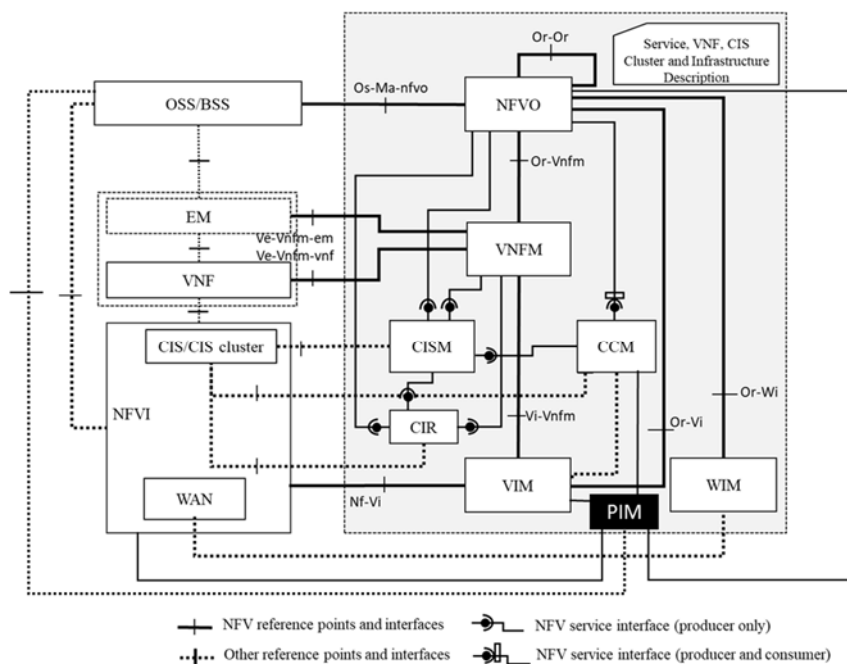 Or-Or
Service, VNF, CIS
Cluster and Infrastructure
Description
Os-Ma-nfvo
OSS/BSS
NFVO
Or-Vnfm
EM
Ve-Vnfm-em
Ve-Vnfm-vnf
VNFM
VNF
CIS/CIS cluster
CISM
CCM
NFVI
CIR
Vi-Vnfm
Or-Vi
Or-Wi
WAN
Nf-Vi
VIM
PIM
WIM
NFV reference points and interfaces
NFV service interface (producer only)
Other reference points and interfaces
NFV service interface (producer and consumer)